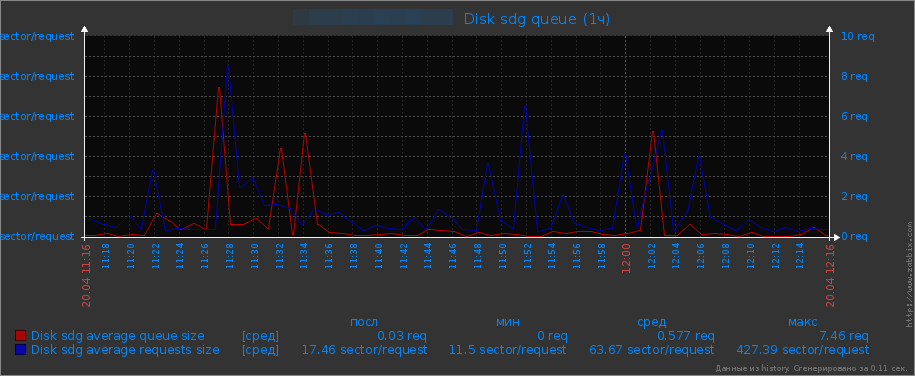 Disk sdg queue (1ч)
sector/request 10 req
sector/request 8 req
sector/request 6 req
sector/request 4 req
sector/request 2 req
sector/request 0 req
20.04 11:16 11:18 11:20 11:22 11:24 11:26 11:28 11:30 11:32 11:34 11:36 11:38 11:40 11:42 11:44 11:46 11:48 11:50 11:52 11:54 11:56 11:58 12:00 12:02 12:04 12:06 12:08 12:10 12:12 12:14 20.04 12:16
http://www.zabbix.com
посл мин сред макс
Disk sdg average queue size [сред] 0.03 req 0 req 0.577 req 7.46 req
Disk sdg average requests size [сред] 17.46 sector/request 11.5 sector/request 63.67 sector/request 427.39 sector/request
Данные из history. Сгенерировано за 0.11 сек.